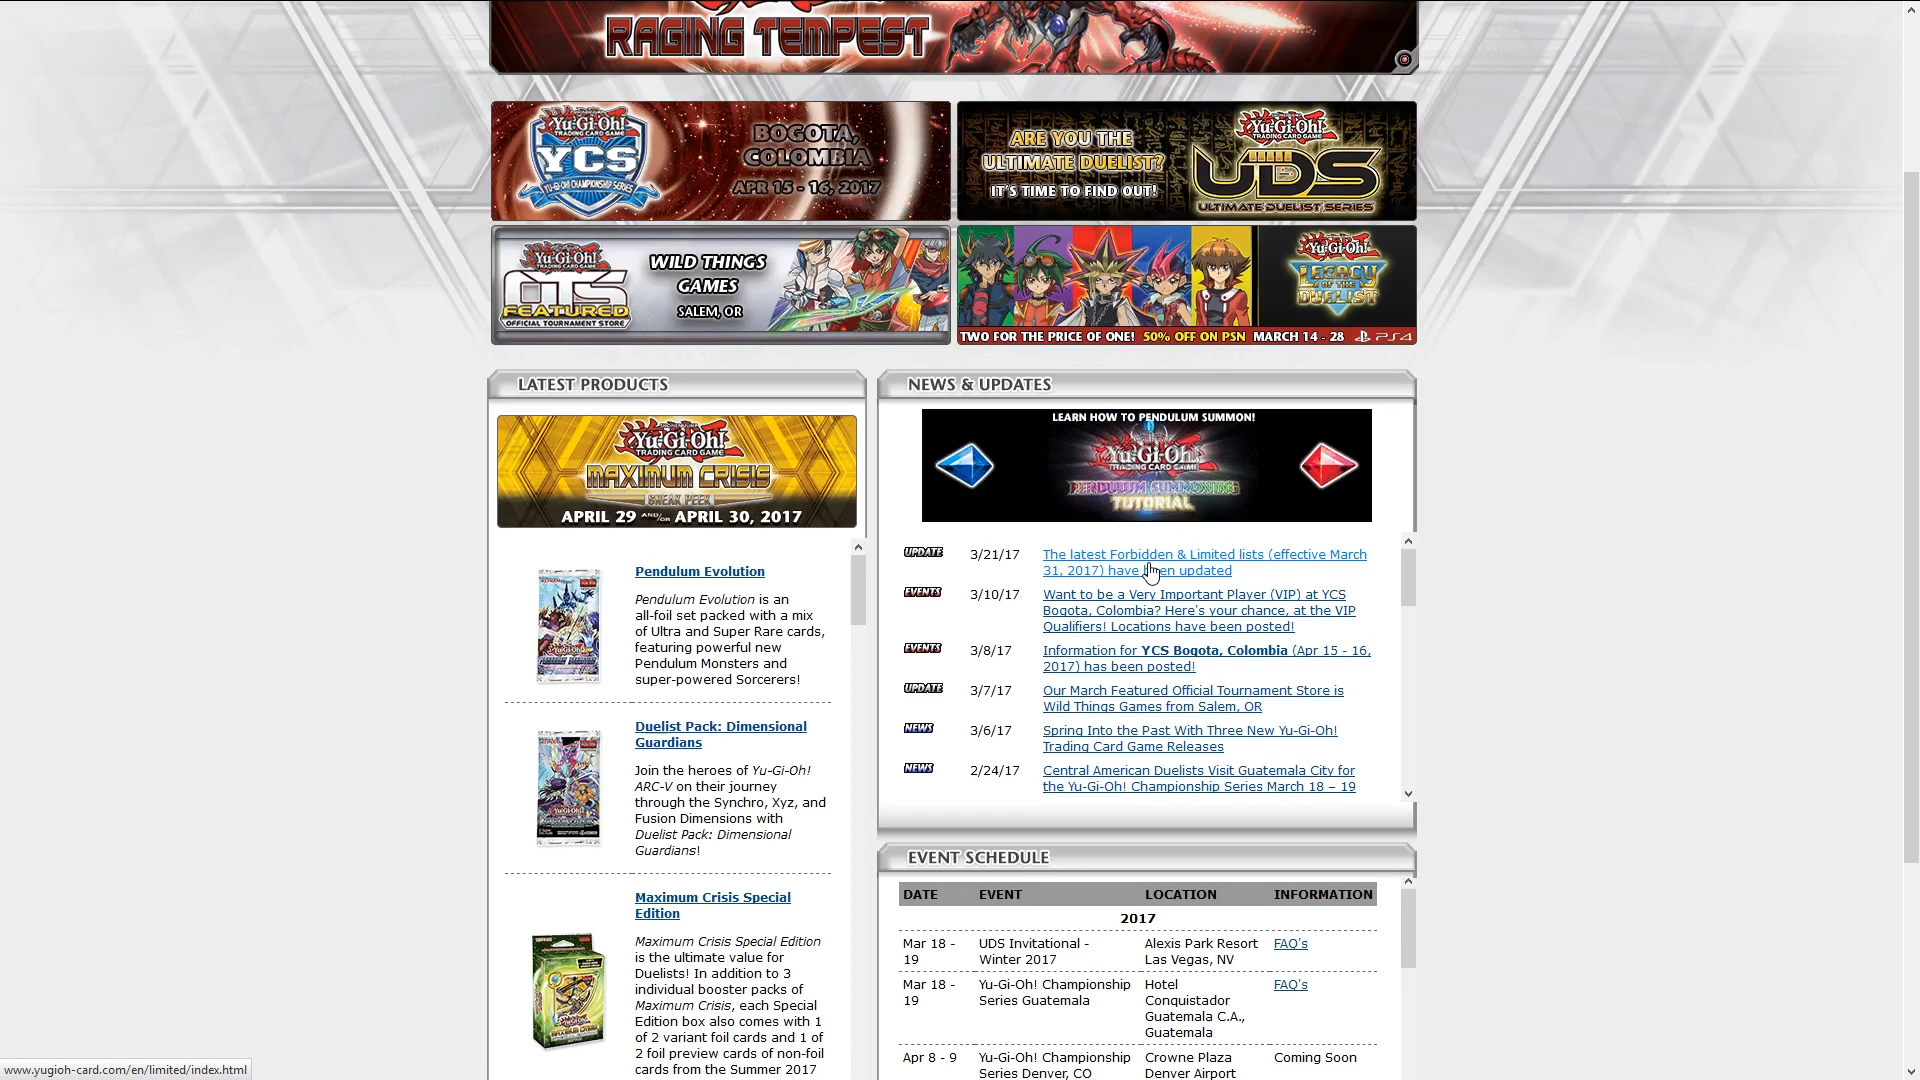 RAGING TEMPEST
Yu-Gi-Oh!
TRADING CARD GAME
YCS
YU-GI-OH! CHAMPIONSHIP SERIES
BOGOTA,
COLOMBIA
APR 15 - 16, 2017
ARE YOU THE
ULTIMATE DUELIST?
IT'S TIME TO FIND OUT!
Yu-Gi-Oh!
TRADING CARD GAME
UDS
ULTIMATE DUELIST SERIES
Yu-Gi-Oh!
TRADING CARD GAME
OTS
FEATURED
OFFICIAL TOURNAMENT STORE
WILD THINGS
GAMES
SALEM, OR
Yu-Gi-Oh!
LEGACY
OF THE
DUELIST
TWO FOR THE PRICE OF ONE! 50% OFF ON PSN MARCH 14 - 28 PS4
LATEST PRODUCTS
Yu-Gi-Oh!
TRADING CARD GAME
MAXIMUM CRISIS
SNEAK PEEK
APRIL 29 AND/OR APRIL 30, 2017
Pendulum Evolution
Pendulum Evolution is an
all-foil set packed with a mix
of Ultra and Super Rare cards,
featuring powerful new
Pendulum Monsters and
super-powered Sorcerers!
Duelist Pack: Dimensional
Guardians
Join the heroes of Yu-Gi-Oh!
ARC-V on their journey
through the Synchro, Xyz, and
Fusion Dimensions with
Duelist Pack: Dimensional
Guardians!
Maximum Crisis Special
Edition
Maximum Crisis Special Edition
is the ultimate value for
Duelists! In addition to 3
individual booster packs of
Maximum Crisis, each Special
Edition box also comes with 1
of 2 variant foil cards and 1 of
2 foil preview cards of non-foil
cards from the Summer 2017
NEWS & UPDATES
LEARN HOW TO PENDULUM SUMMON!
Yu-Gi-Oh!
TRADING CARD GAME
PENDULUM SUMMONING
TUTORIAL
UPDATE 3/21/17 The latest Forbidden & Limited lists (effective March
31, 2017) have been updated
EVENTS 3/10/17 Want to be a Very Important Player (VIP) at YCS
Bogota, Colombia? Here's your chance, at the VIP
Qualifiers! Locations have been posted!
EVENTS 3/8/17 Information for YCS Bogota, Colombia (Apr 15 - 16,
2017) has been posted!
UPDATE 3/7/17 Our March Featured Official Tournament Store is
Wild Things Games from Salem, OR
NEWS 3/6/17 Spring Into the Past With Three New Yu-Gi-Oh!
Trading Card Game Releases
NEWS 2/24/17 Central American Duelists Visit Guatemala City for
the Yu-Gi-Oh! Championship Series March 18 – 19
EVENT SCHEDULE
DATE EVENT LOCATION INFORMATION
2017
Mar 18 - UDS Invitational - Alexis Park Resort FAQ's
19 Winter 2017 Las Vegas, NV
Mar 18 - Yu-Gi-Oh! Championship Hotel FAQ's
19 Series Guatemala Conquistador
Guatemala C.A.,
Guatemala
Apr 8 - 9 Yu-Gi-Oh! Championship Crowne Plaza Coming Soon
Series Denver, CO Denver Airport
www.yugioh-card.com/en/limited/index.html